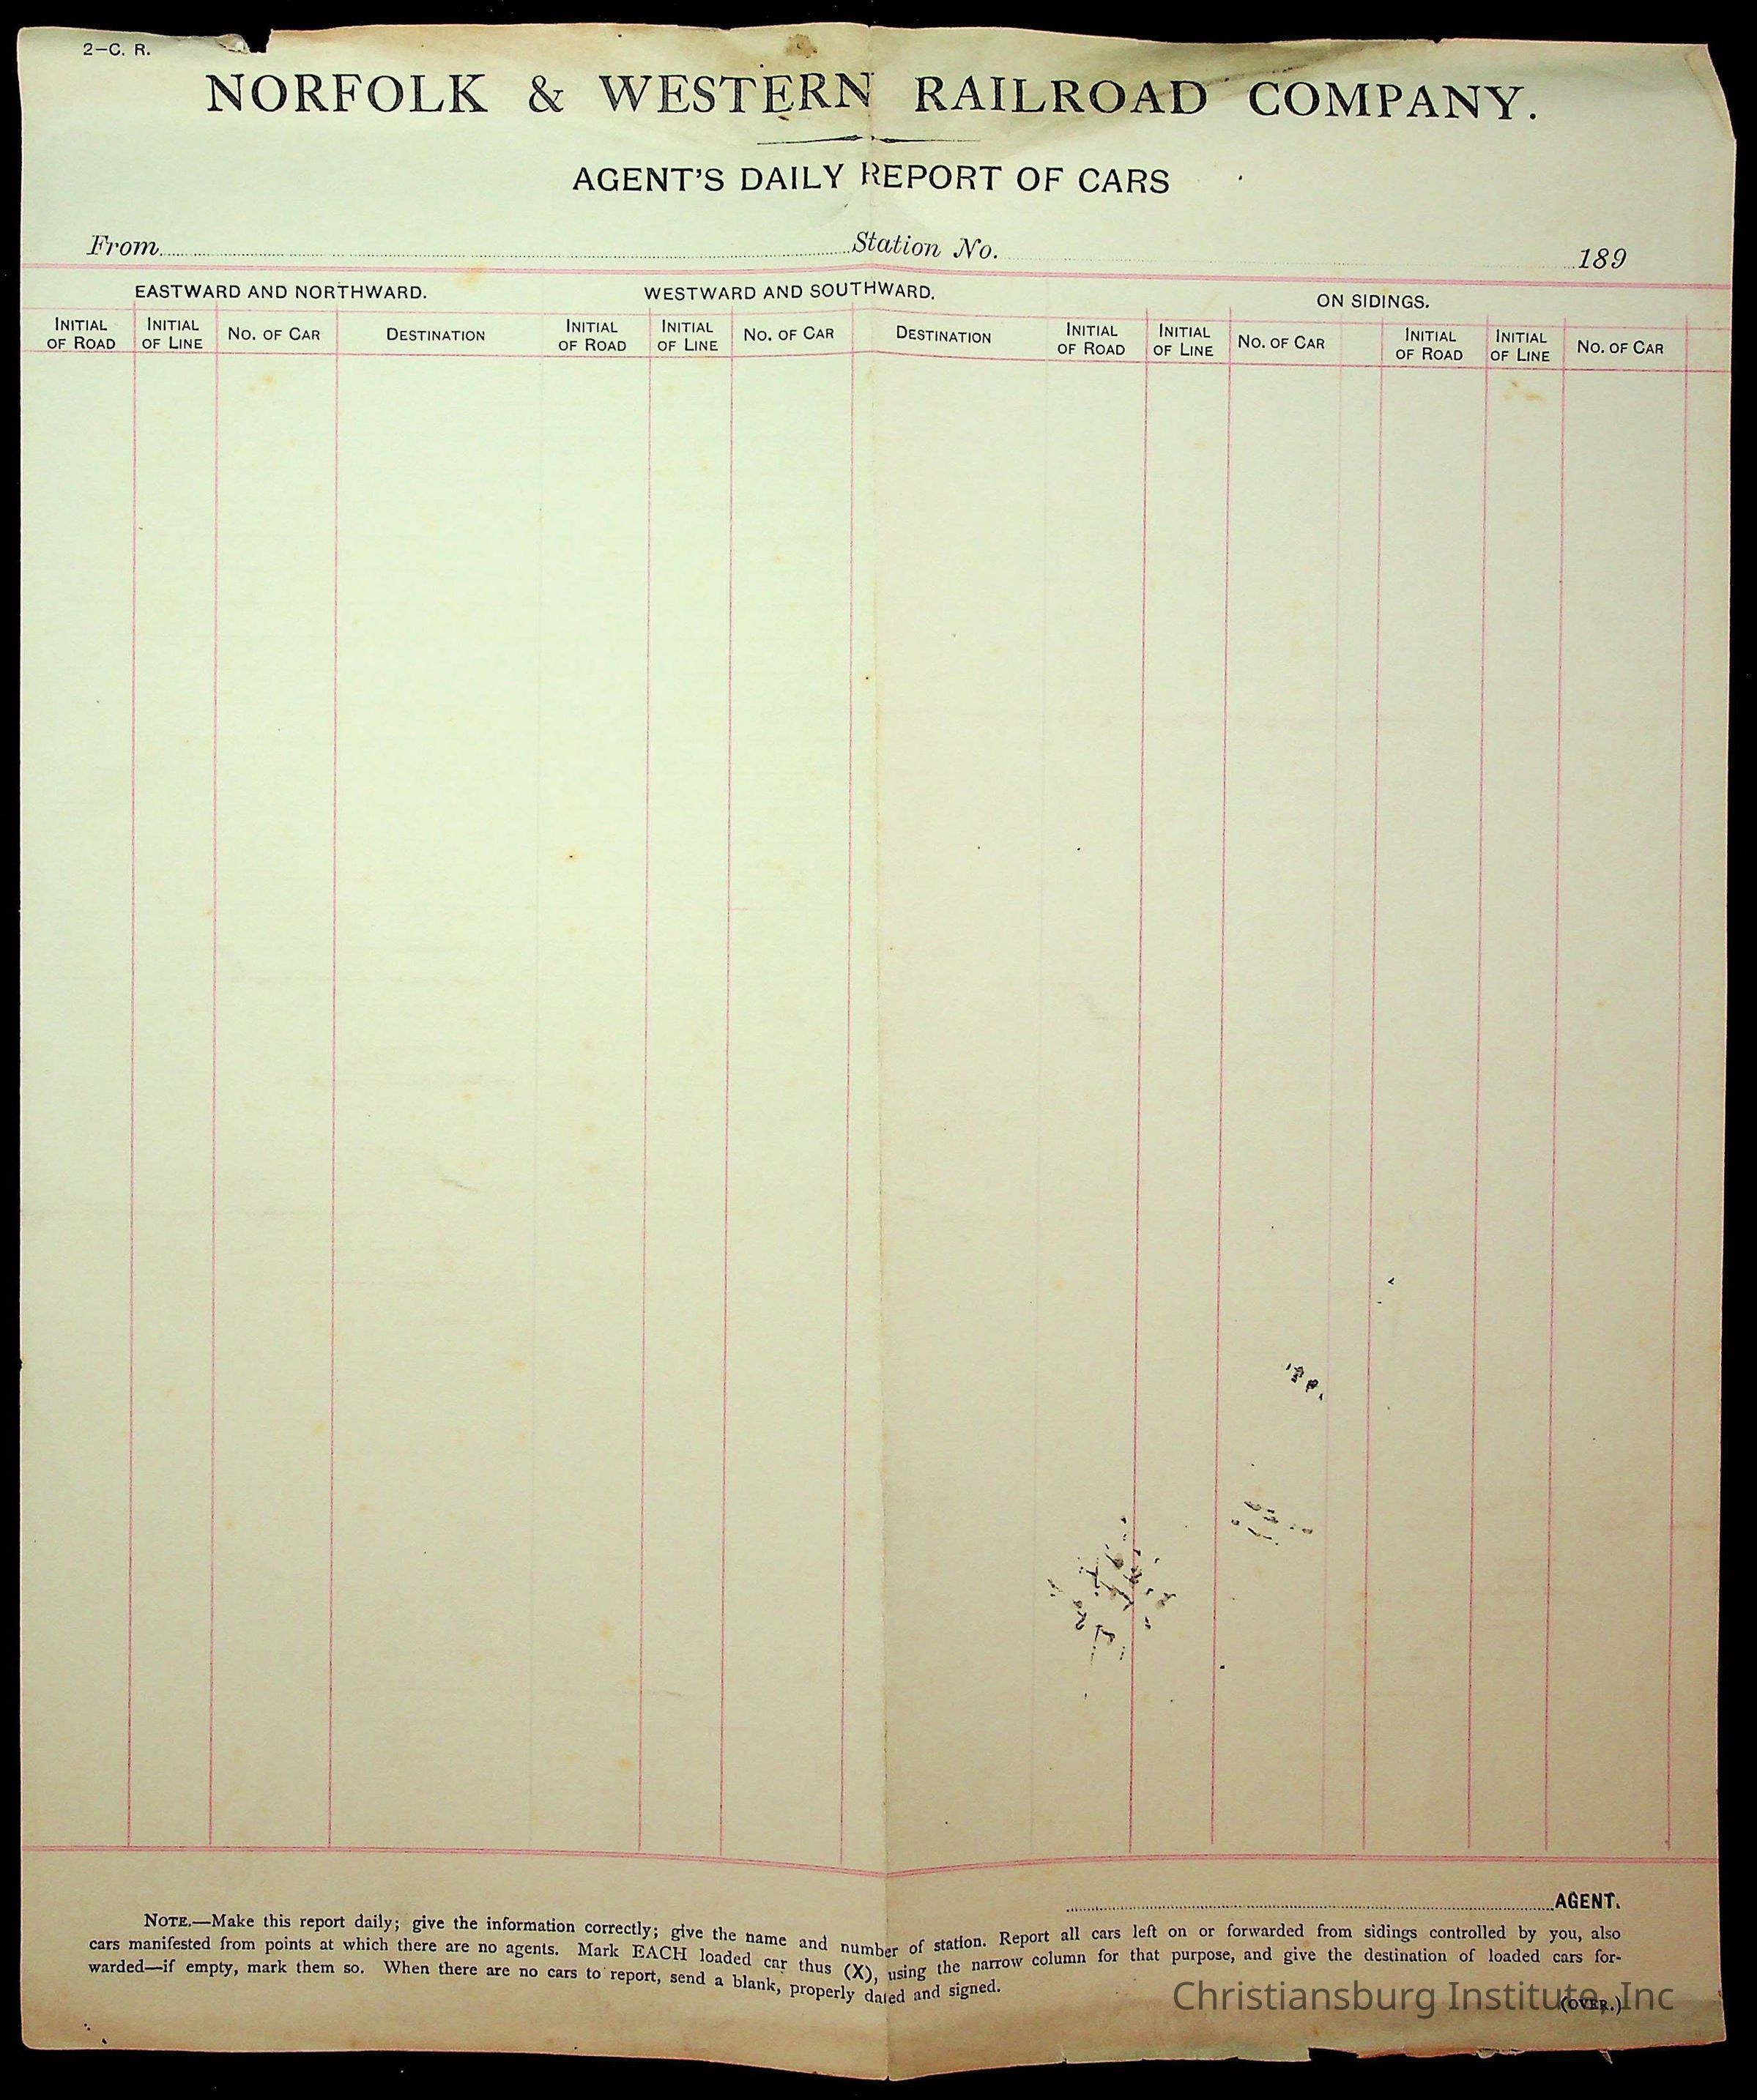 2—C. R.
NORFOLK & WESTERN RAILROAD COMPANY.
AGENT'S DAILY REPORT OF CARS
From Station No. 189
EASTWARD AND NORTHWARD. WESTWARD AND SOUTHWARD. ON SIDINGS.
INITIAL OF ROAD INITIAL OF LINE No. OF CAR DESTINATION INITIAL OF ROAD INITIAL OF LINE No. OF CAR DESTINATION INITIAL OF ROAD INITIAL OF LINE No. OF CAR INITIAL OF ROAD INITIAL OF LINE No. OF CAR
AGENT.
NOTE.—Make this report daily; give the information correctly; give the name and number of station. Report all cars left on or forwarded from sidings controlled by you, also
cars manifested from points at which there are no agents. Mark EACH loaded car thus (X), using the narrow column for that purpose, and give the destination of loaded cars for-
warded—if empty, mark them so. When there are no cars to report, send a blank, properly dated and signed.
Christiansburg Institute, Inc
(OVER.)